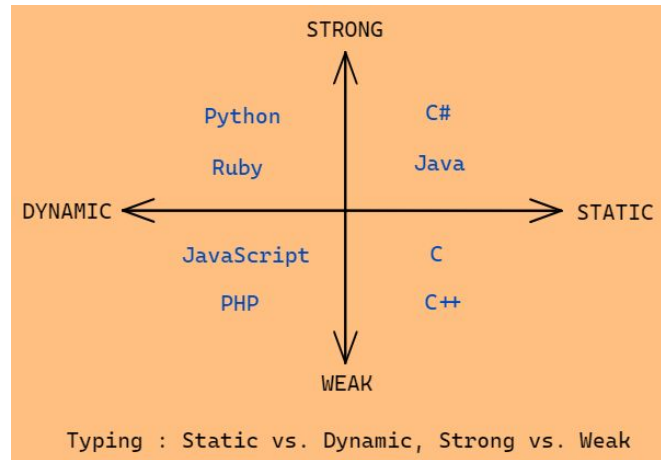 STRONG
Python C#
Ruby Java
DYNAMIC STATIC
JavaScript C
PHP C++
WEAK
Typing : Static vs. Dynamic, Strong vs. Weak